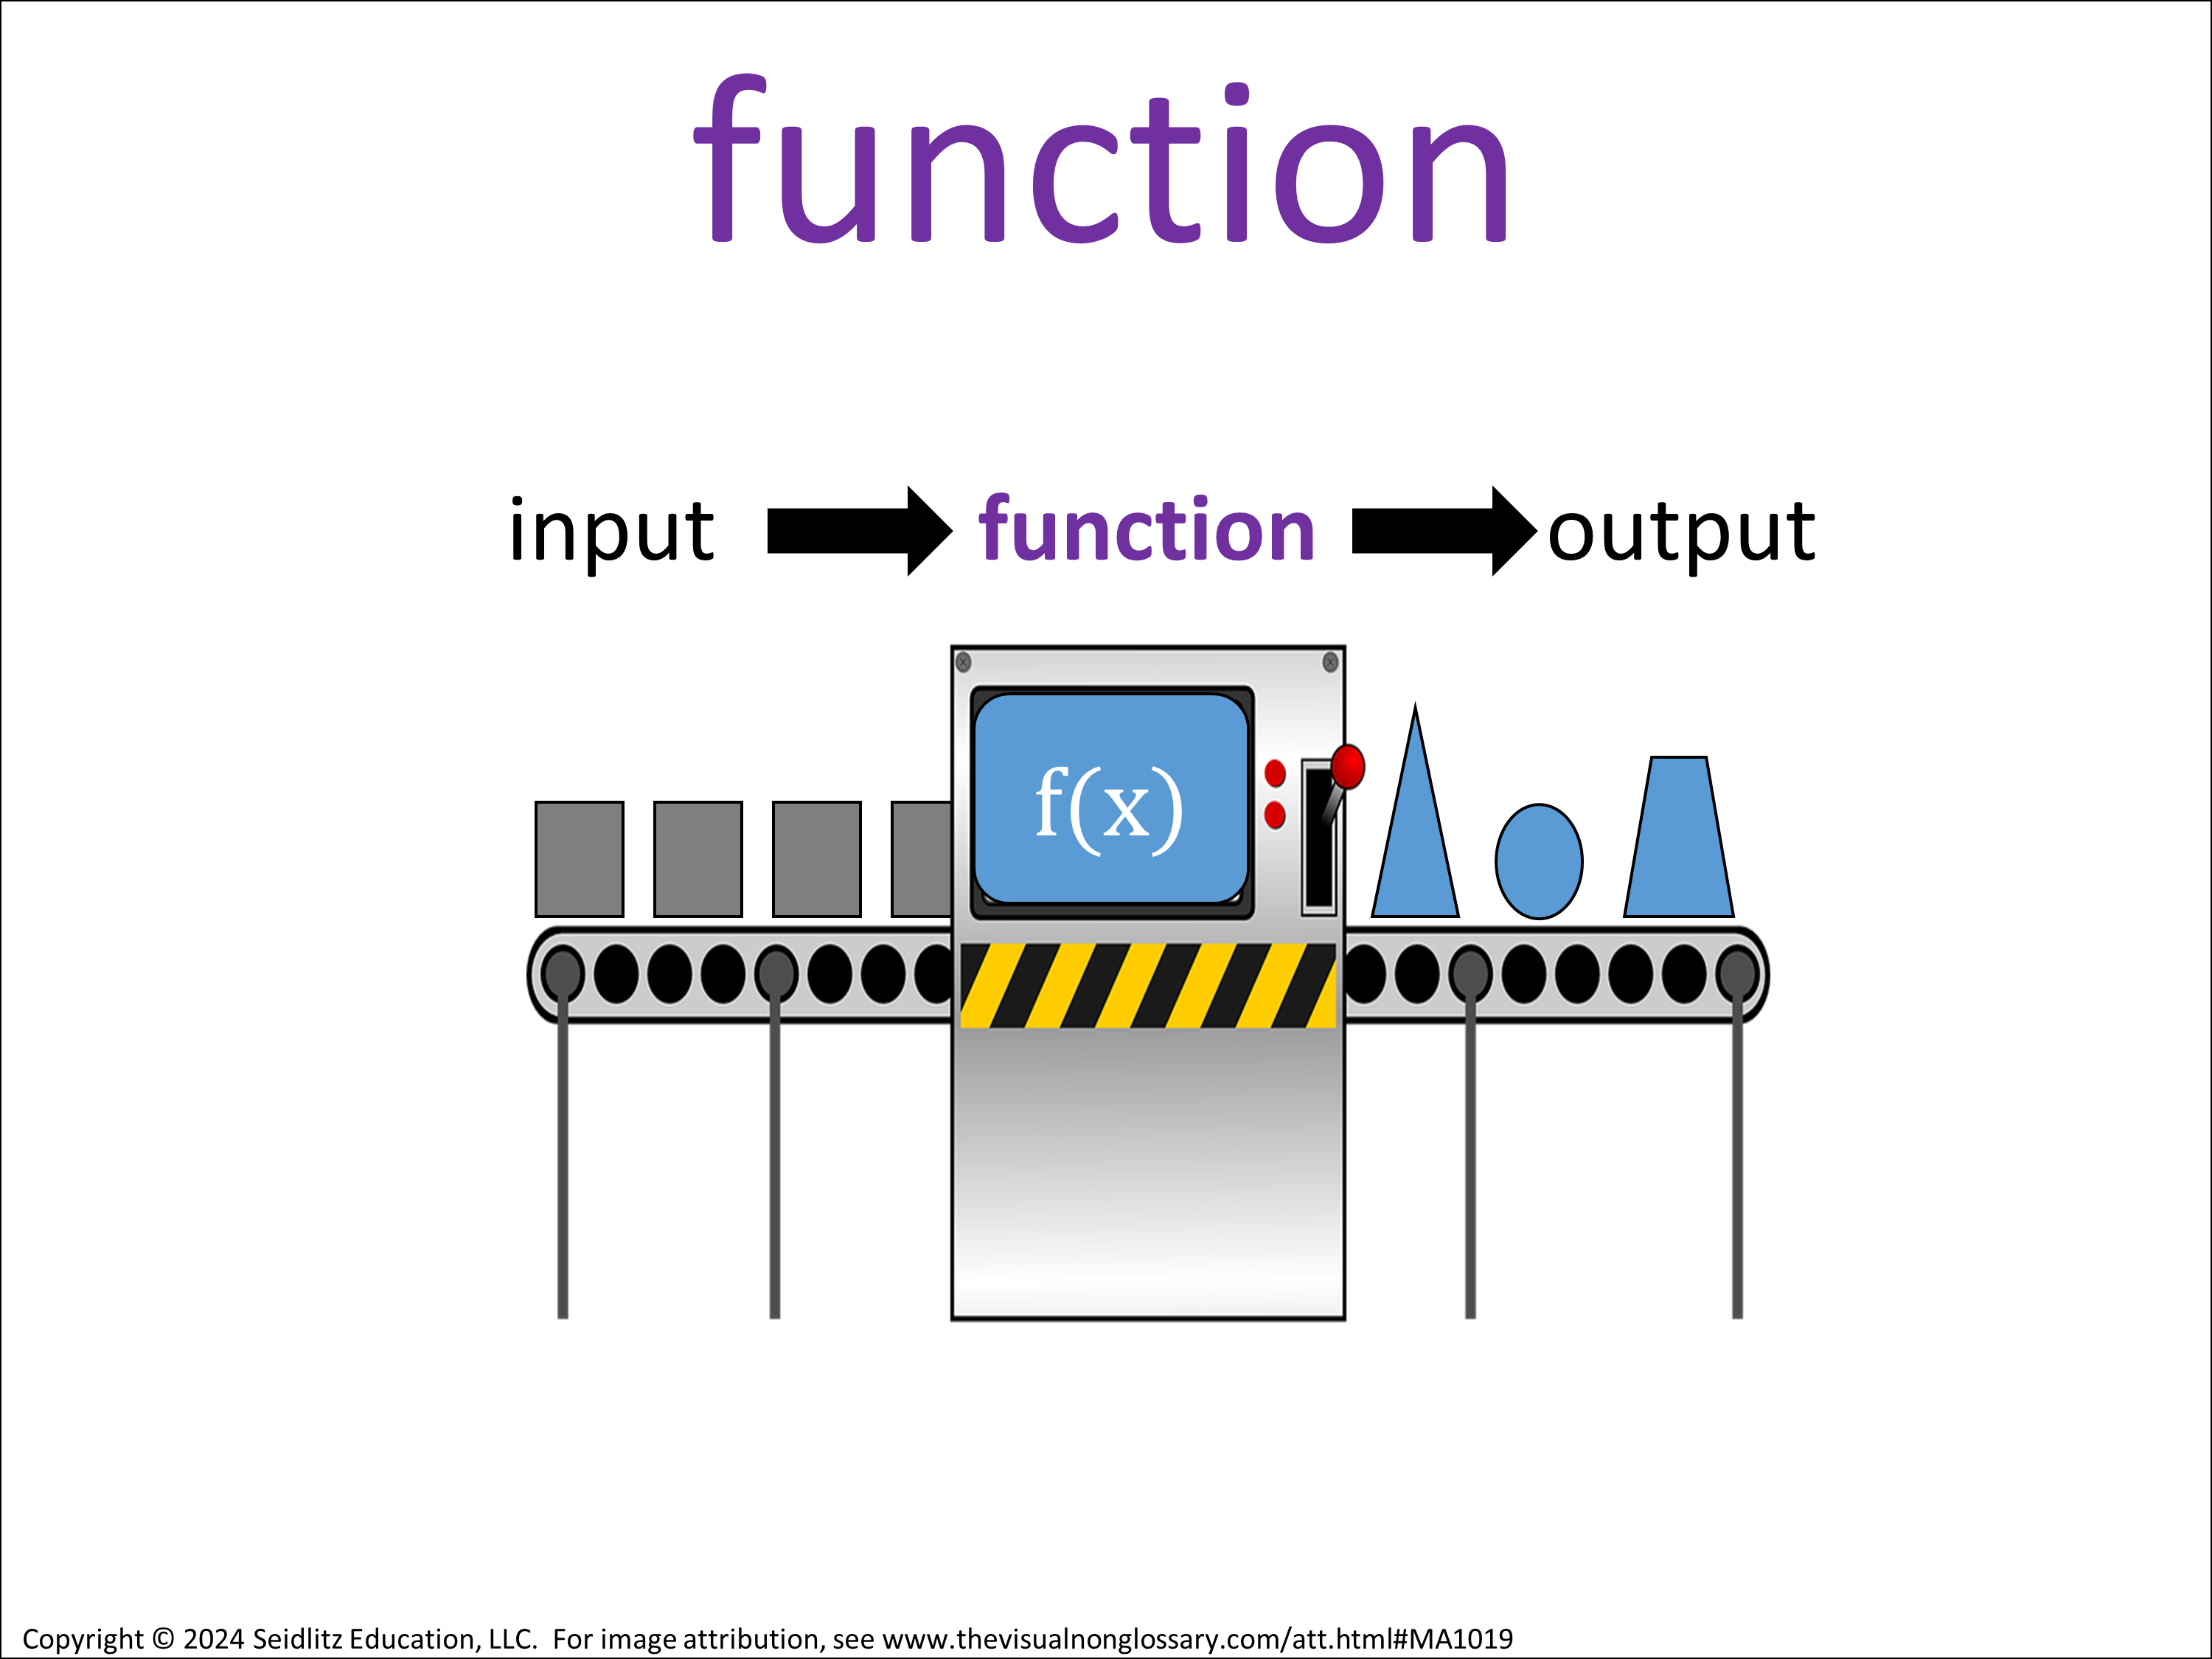 function
input function output
f(x)
Copyright © 2024 Seidlitz Education, LLC.  For image attribution, see www.thevisualnonglossary.com/att.html#MA1019